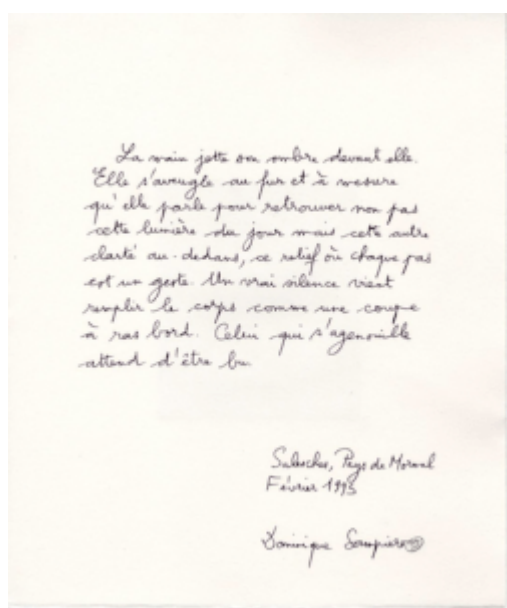 La main jette son ombre devant elle.
Elle s'aveugle au fur et à mesure
qu'elle parle pour retrouver non pas
cette lumière du jour mais cette autre
clarté au-dedans, ce relief où chaque pas
est un geste. Un vrai silence vient
remplir le corps comme une coupe
à ras bord. Celui qui s'agenouille
attend d'être bu.
Salesches, Pays de Mormal
Février 1995
Dominique Sampiero